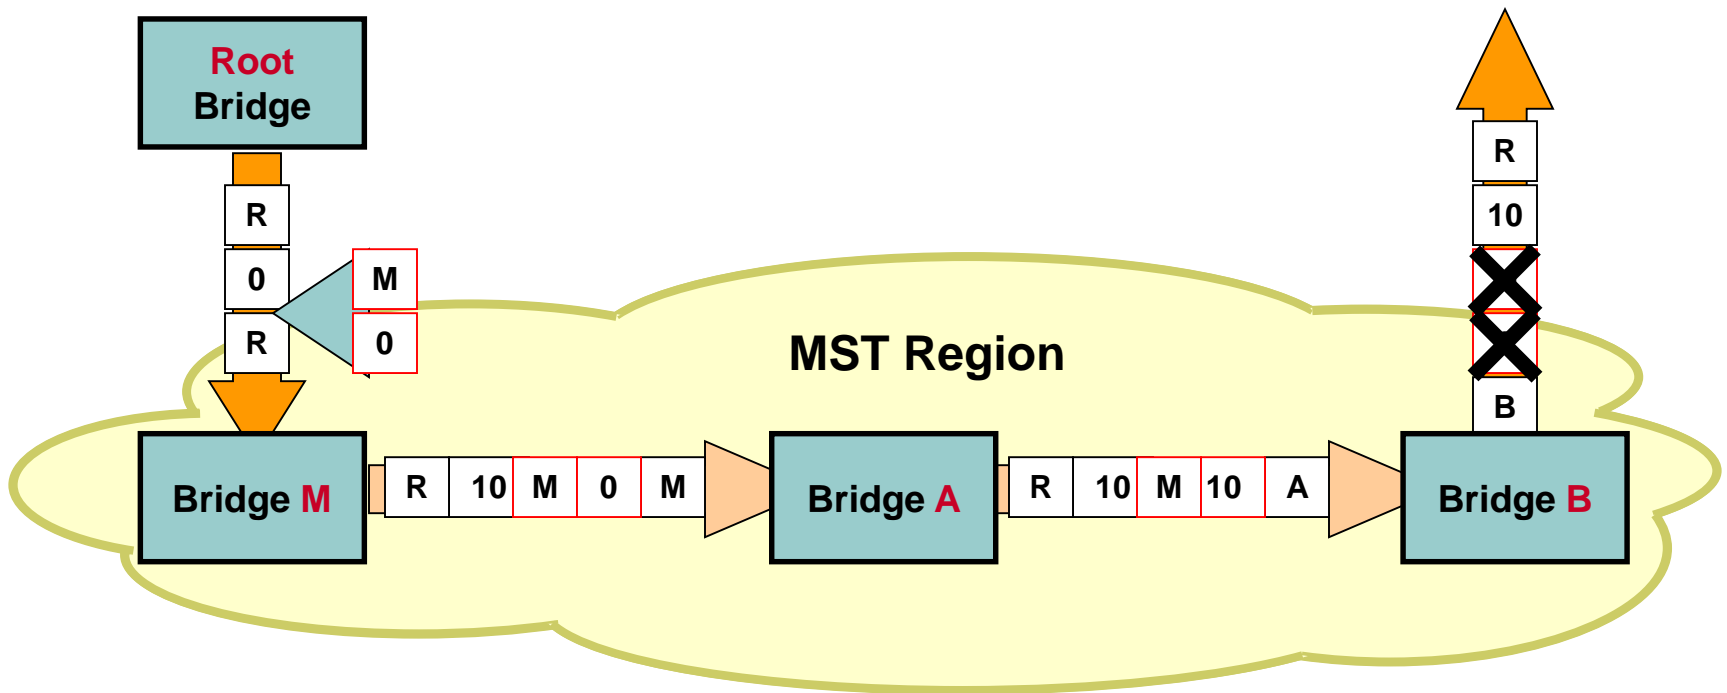 Root
Bridge
R
0
R
M
0
MST Region
R
10
B
Bridge M
R 10 M 0 M
Bridge A
R 10 M 10 A
Bridge B